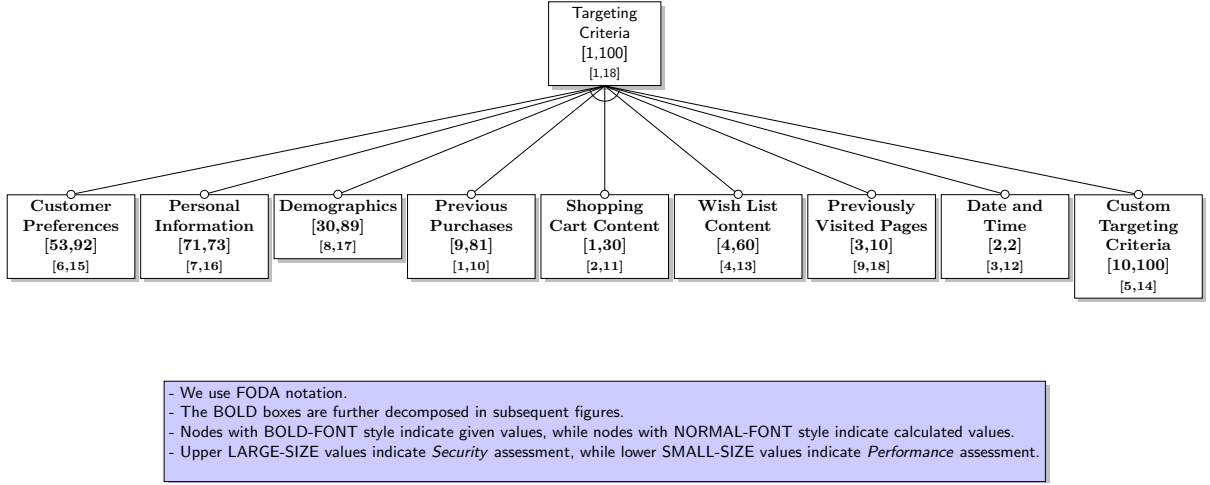 Targeting
Criteria
[1,100]
[1,18]
Customer
Preferences
[53,92]
[6,15]
Personal
Information
[71,73]
[7,16]
Demographics
[30,89]
[8,17]
Previous
Purchases
[9,81]
[1,10]
Shopping
Cart Content
[1,30]
[2,11]
Wish List
Content
[4,60]
[4,13]
Previously
Visited Pages
[3,10]
[9,18]
Date and
Time
[2,2]
[3,12]
Custom
Targeting
Criteria
[10,100]
[5,14]
- We use FODA notation.
- The BOLD boxes are further decomposed in subsequent figures.
- Nodes with BOLD-FONT style indicate given values, while nodes with NORMAL-FONT style indicate calculated values.
- Upper LARGE-SIZE values indicate Security assessment, while lower SMALL-SIZE values indicate Performance assessment.